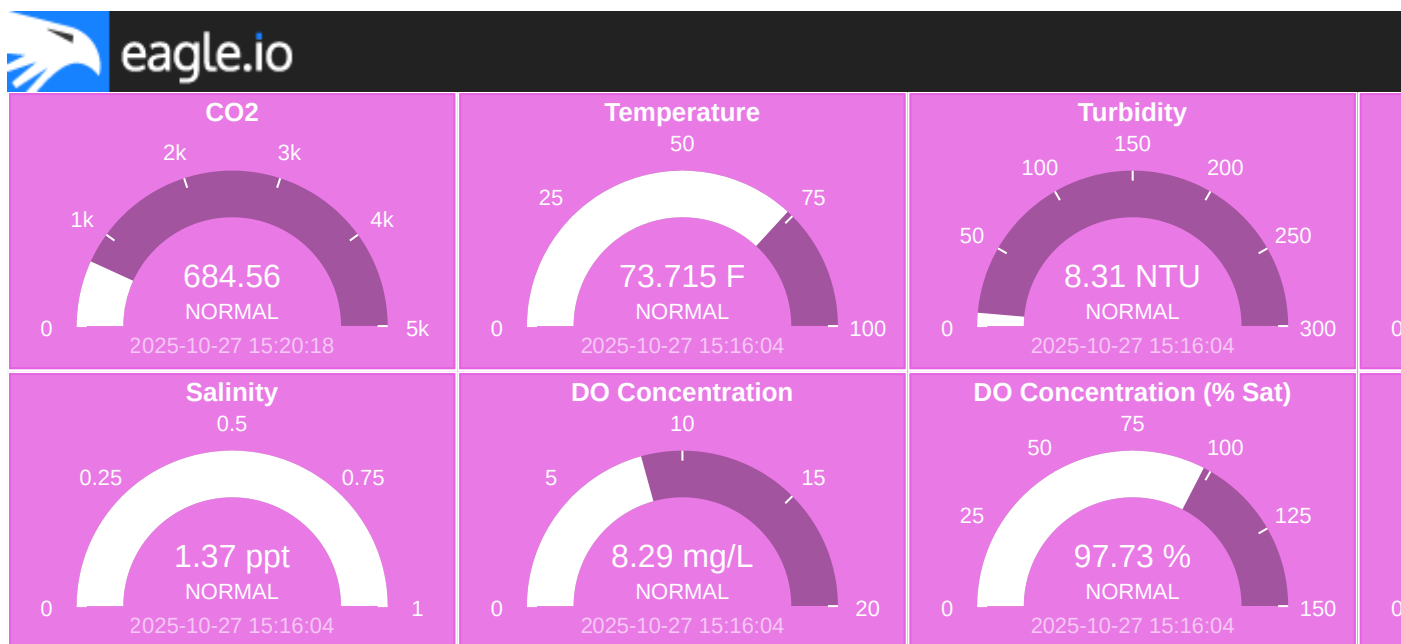 eagle.io
CO2
2k 3k
1k 4k
684.56
NORMAL
0 5k
2025-10-27 15:20:18
Temperature
50
25 75
73.715 F
NORMAL
0 100
2025-10-27 15:16:04
Turbidity
150
100 200
50 250
8.31 NTU
NORMAL
0 300
2025-10-27 15:16:04
0
Salinity
0.5
0.25 0.75
1.37 ppt
NORMAL
0 1
2025-10-27 15:16:04
DO Concentration
10
5 15
8.29 mg/L
NORMAL
0 20
2025-10-27 15:16:04
DO Concentration (% Sat)
75
50 100
25 125
97.73 %
NORMAL
0 150
2025-10-27 15:16:04
0